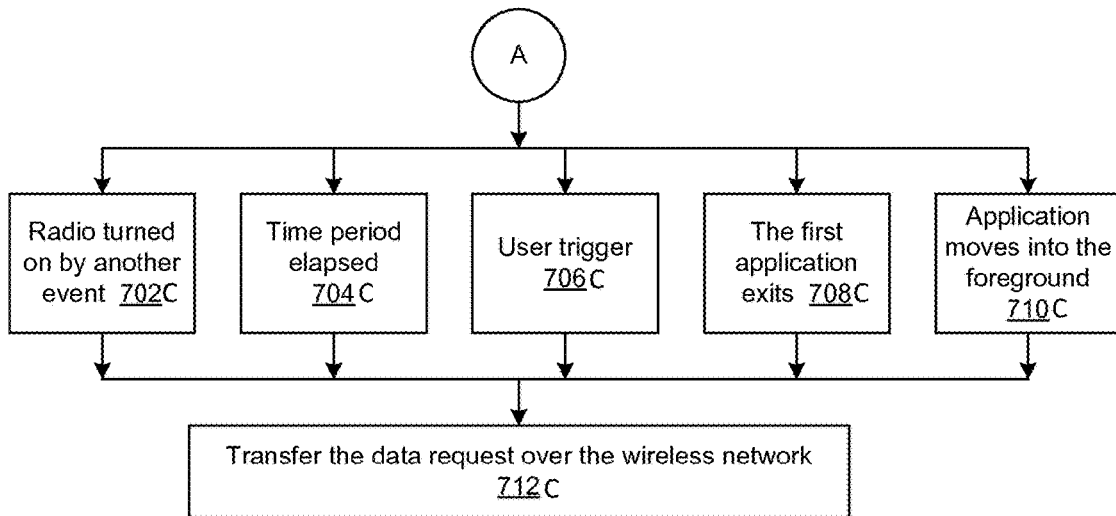 A
Radio turned
on by another
event 702C
Time period
elapsed
704C
User trigger
706C
The first
application
exits 708C
Application
moves into the
foreground
710C
Transfer the data request over the wireless network
712C